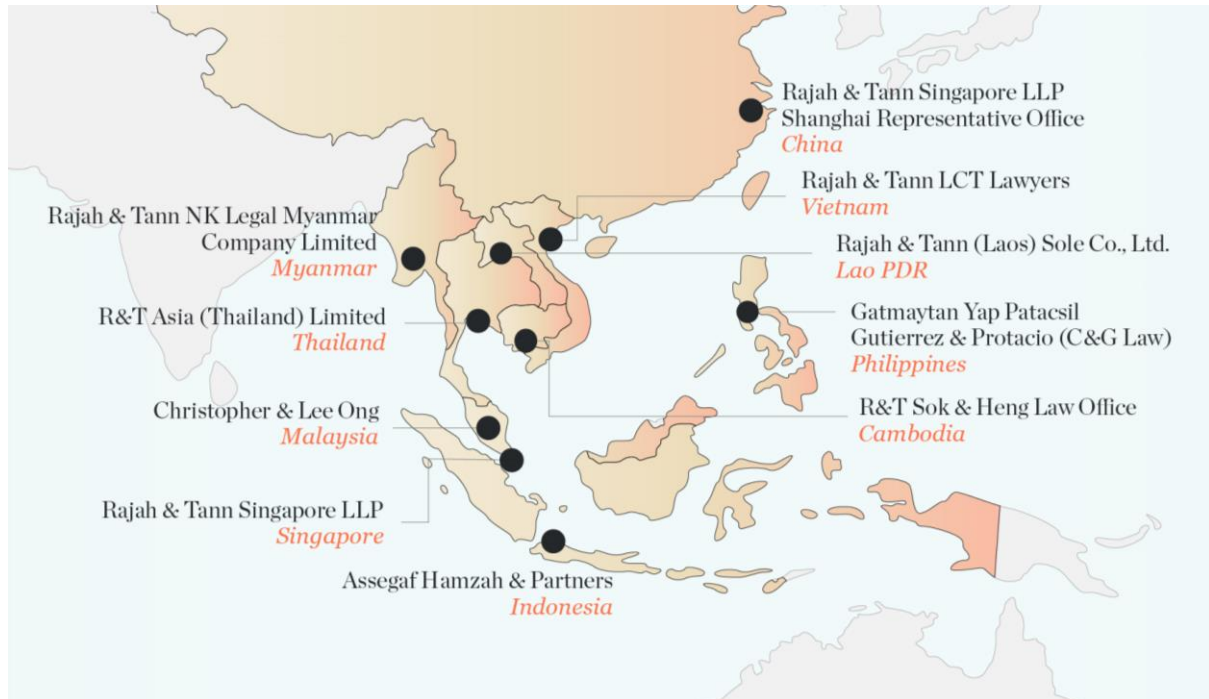 Rajah & Tann Singapore LLP
Shanghai Representative Office
China
Rajah & Tann LCT Lawyers
Vietnam
Rajah & Tann NK Legal Myanmar
Company Limited
Myanmar
Rajah & Tann (Laos) Sole Co., Ltd.
Lao PDR
R&T Asia (Thailand) Limited
Thailand
Gatmaytan Yap Patacsil
Gutierrez & Protacio (C&G Law)
Philippines
Christopher & Lee Ong
Malaysia
R&T Sok & Heng Law Office
Cambodia
Rajah & Tann Singapore LLP
Singapore
Assegaf Hamzah & Partners
Indonesia